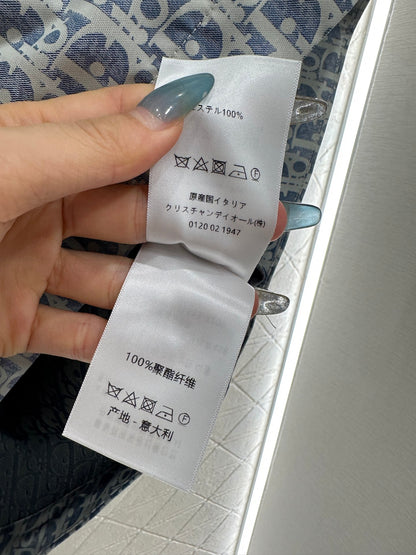 ステル100%
原産国イタリア
クリスチャンディオール(株)
0120 02 1947
100%聚酯纤维
产地 - 意大利